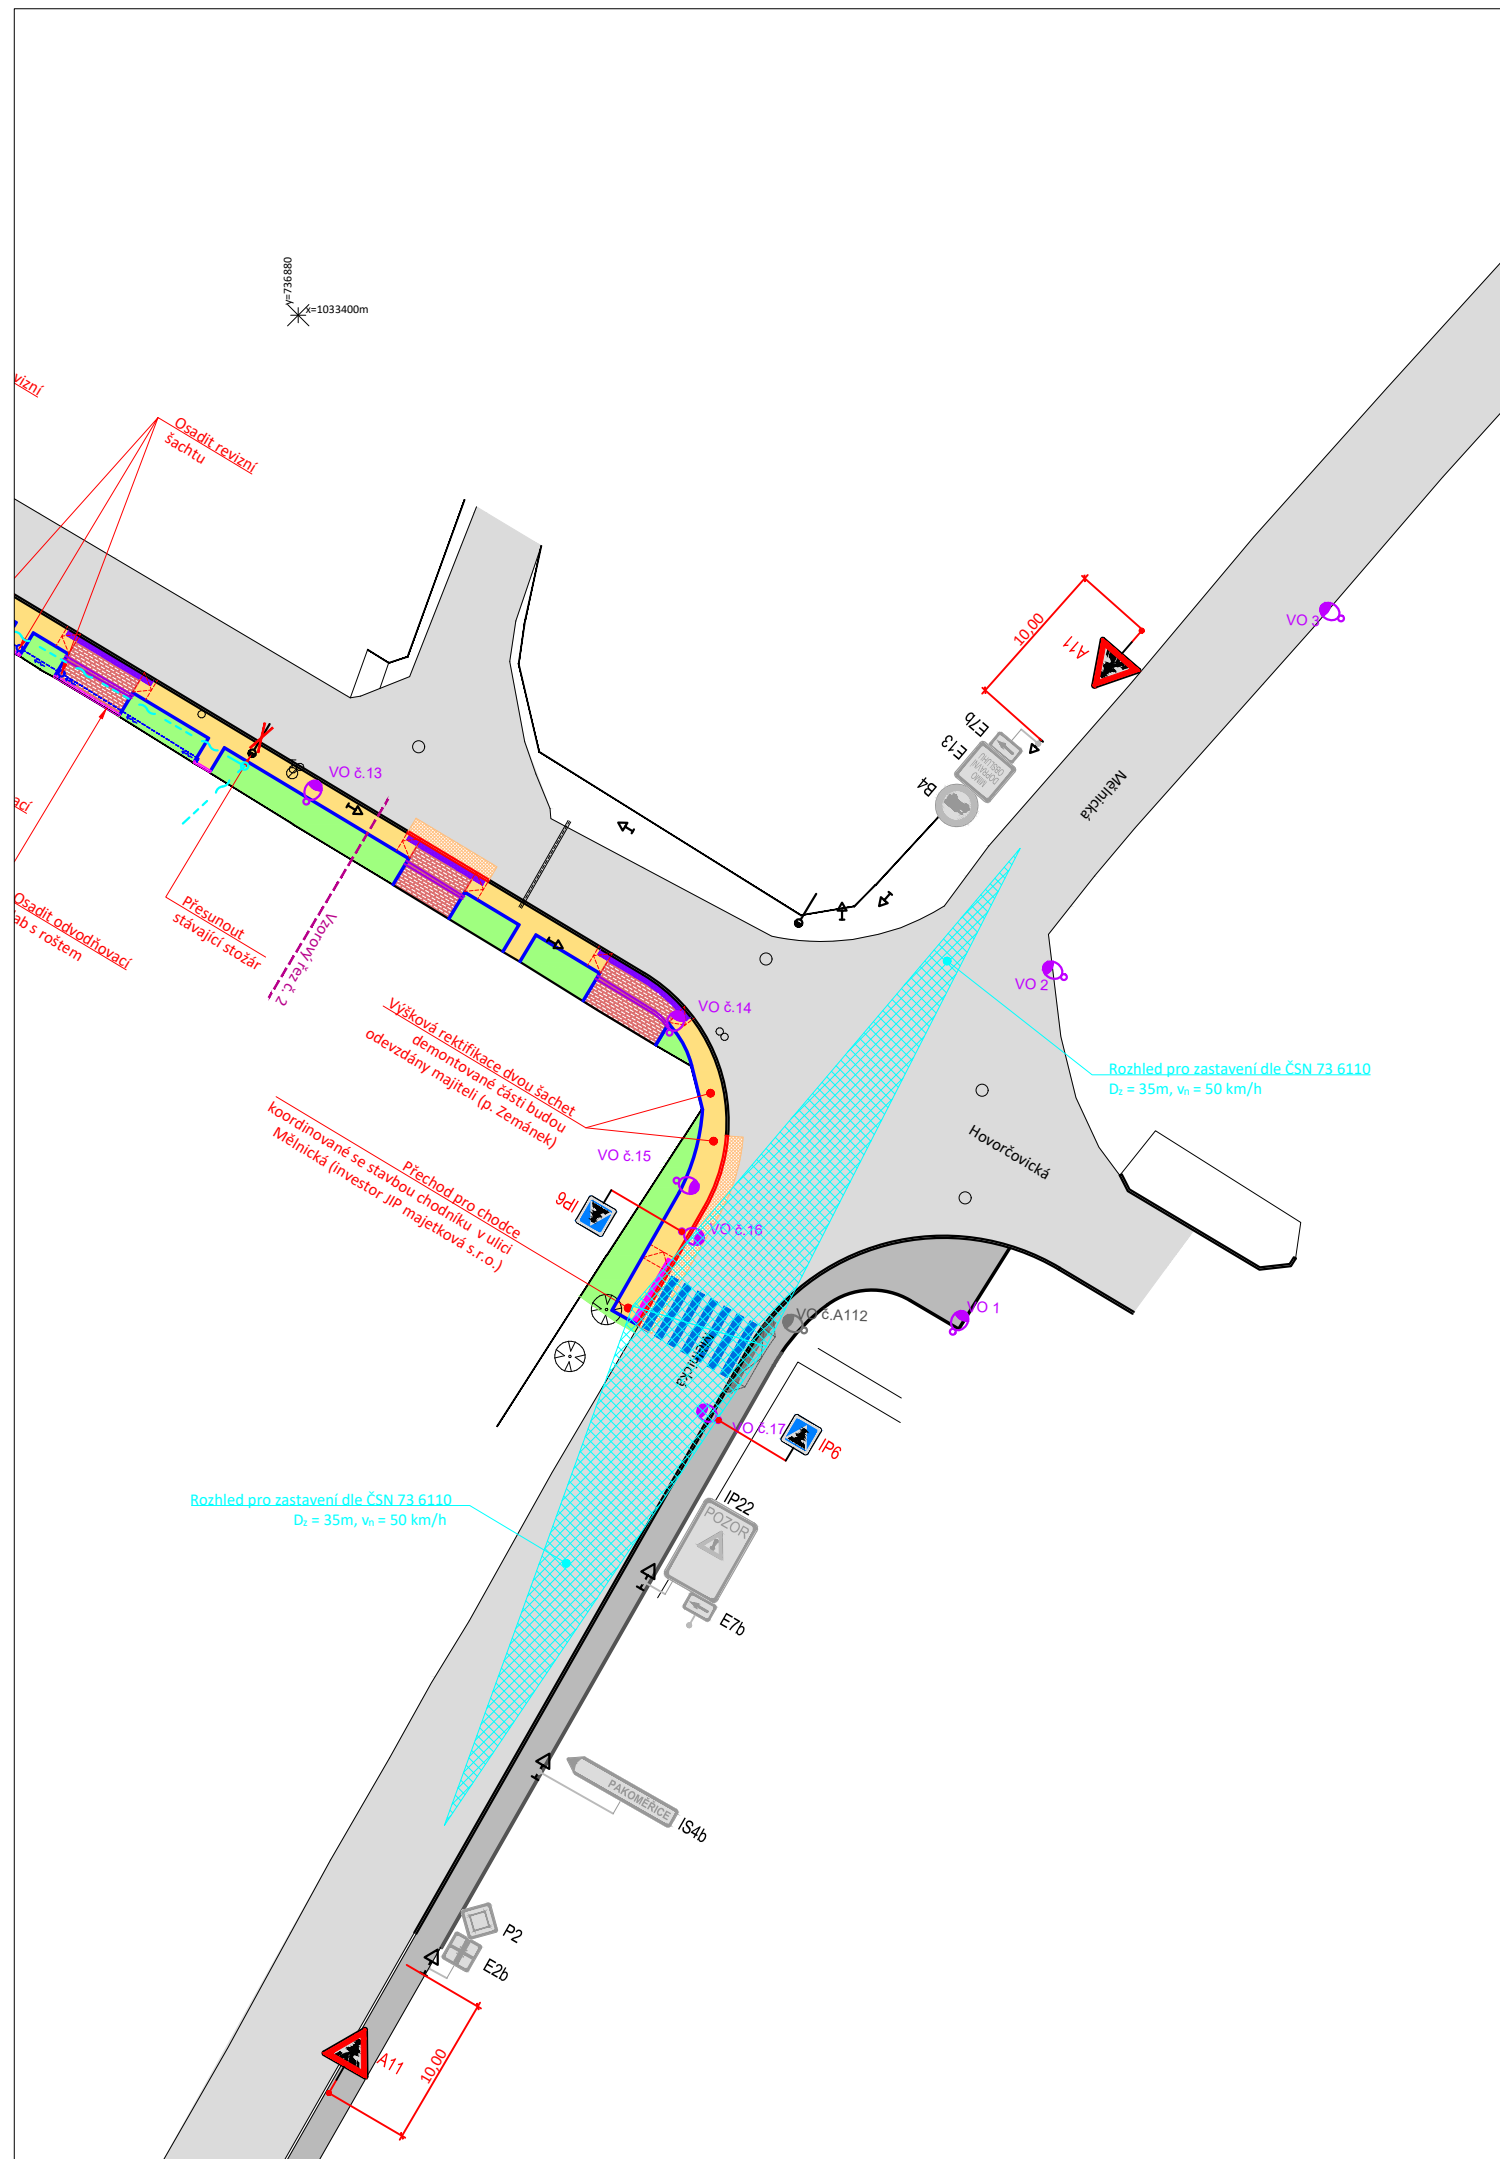 y=736880
x=1033400m
vizní
Osadit revizní
šachtu
10,00
A11
VO 3
E7b
E13
B4
MIMO
DOPRAVNÍ
OBSLUHU
Mělnická
VO č.13
ací
Osadit odvodňovací
ab s roštem
Přesunout
stávající stožár
Vzorový řez č. 2
VO 2
VO č.14
Výšková rektifikace dvou šachet
demontované části budou
odevzdány majiteli (p. Zemánek)
Rozhled pro zastavení dle ČSN 73 6110
Dz = 35m, vn = 50 km/h
Hovorčovická
Přechod pro chodce
koordinované se stavbou chodníku v ulici
Mělnická (investor JIP majetková s.r.o.)
VO č.15
IP6
VO č.16
VO č.A112
VO 1
Mělnická
VO č.17
IP6
Rozhled pro zastavení dle ČSN 73 6110
Dz = 35m, vn = 50 km/h
IP22
POZOR
E7b
PAKOMĚŘICE
IS4b
P2
E2b
A11
10,00